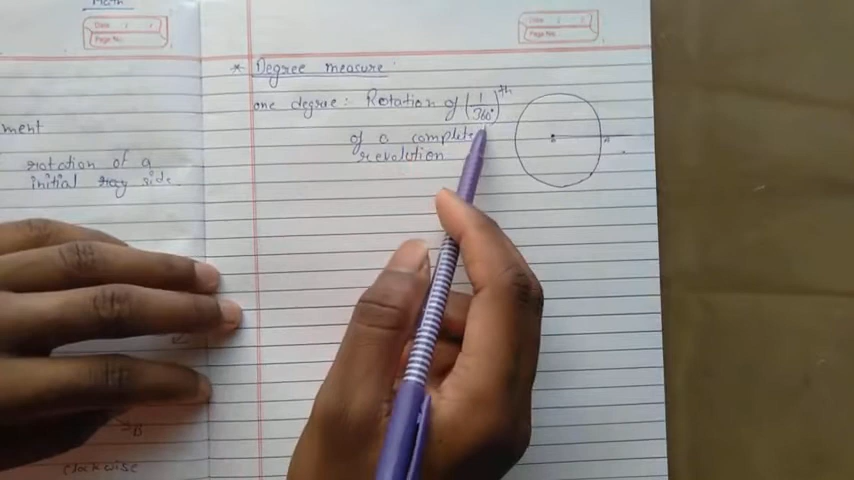 Math
Date
Page No.
ment
rotation of a
initial ray side
B
clockwise
Date
Page No.
* Degree measure:
one degree: Rotation of (1/360°)th
of a complete
revolution